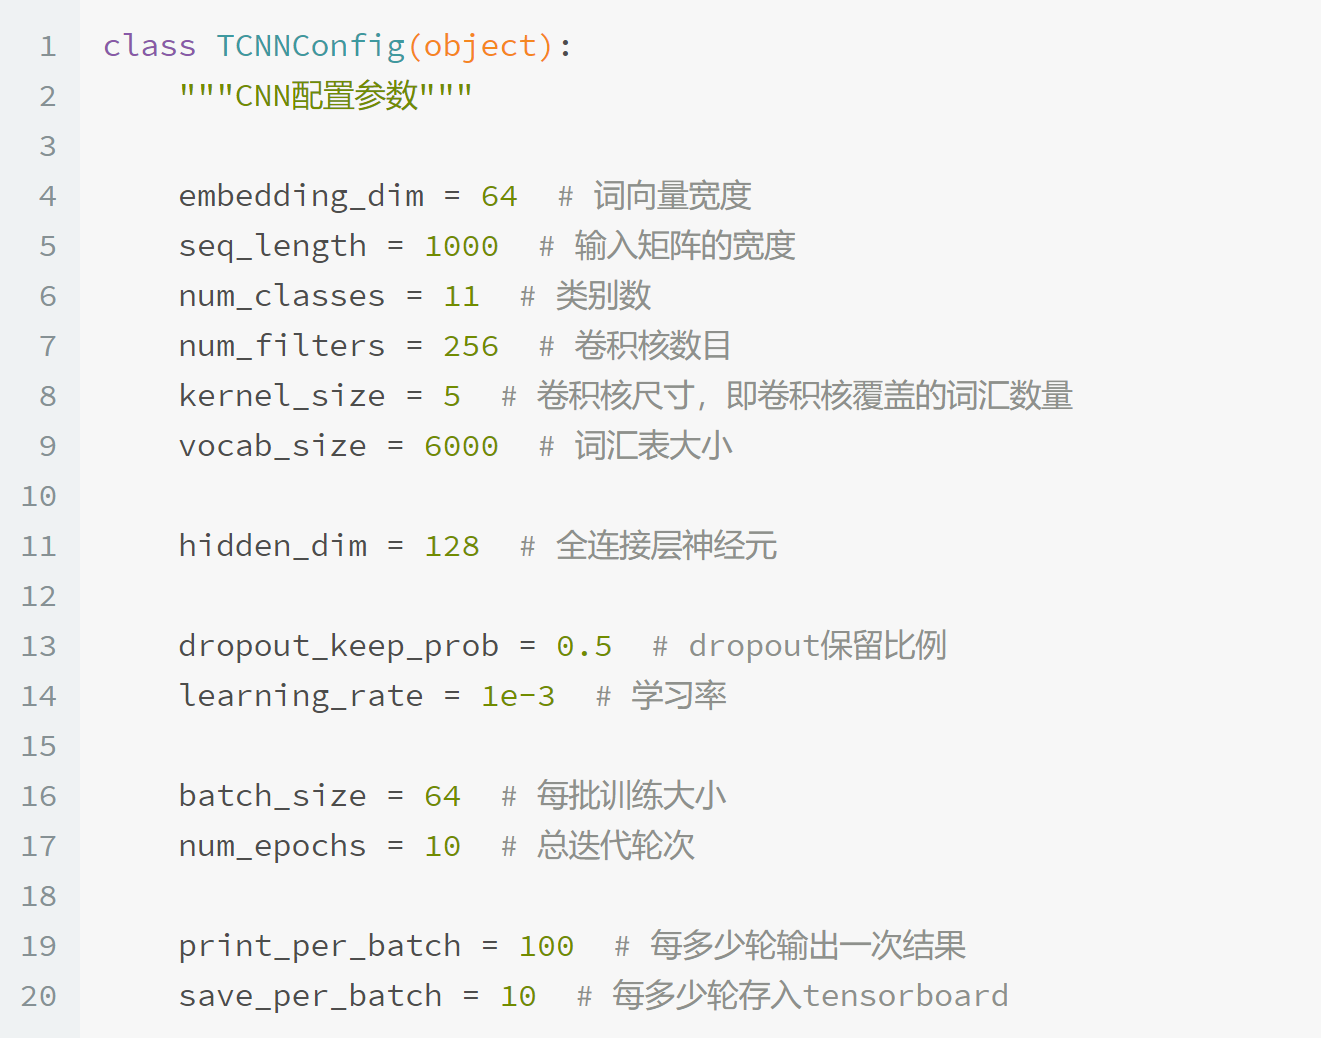 1 class TCNNConfig(object):
2 """CNN配置参数"""
3
4 embedding_dim = 64  # 词向量宽度
5 seq_length = 1000  # 输入矩阵的宽度
6 num_classes = 11  # 类别数
7 num_filters = 256  # 卷积核数目
8 kernel_size = 5  # 卷积核尺寸，即卷积核覆盖的词汇数量
9 vocab_size = 6000  # 词汇表大小
10
11 hidden_dim = 128  # 全连接层神经元
12
13 dropout_keep_prob = 0.5  # dropout保留比例
14 learning_rate = 1e-3  # 学习率
15
16 batch_size = 64  # 每批训练大小
17 num_epochs = 10  # 总迭代轮次
18
19 print_per_batch = 100  # 每多少轮输出一次结果
20 save_per_batch = 10  # 每多少轮存入tensorboard